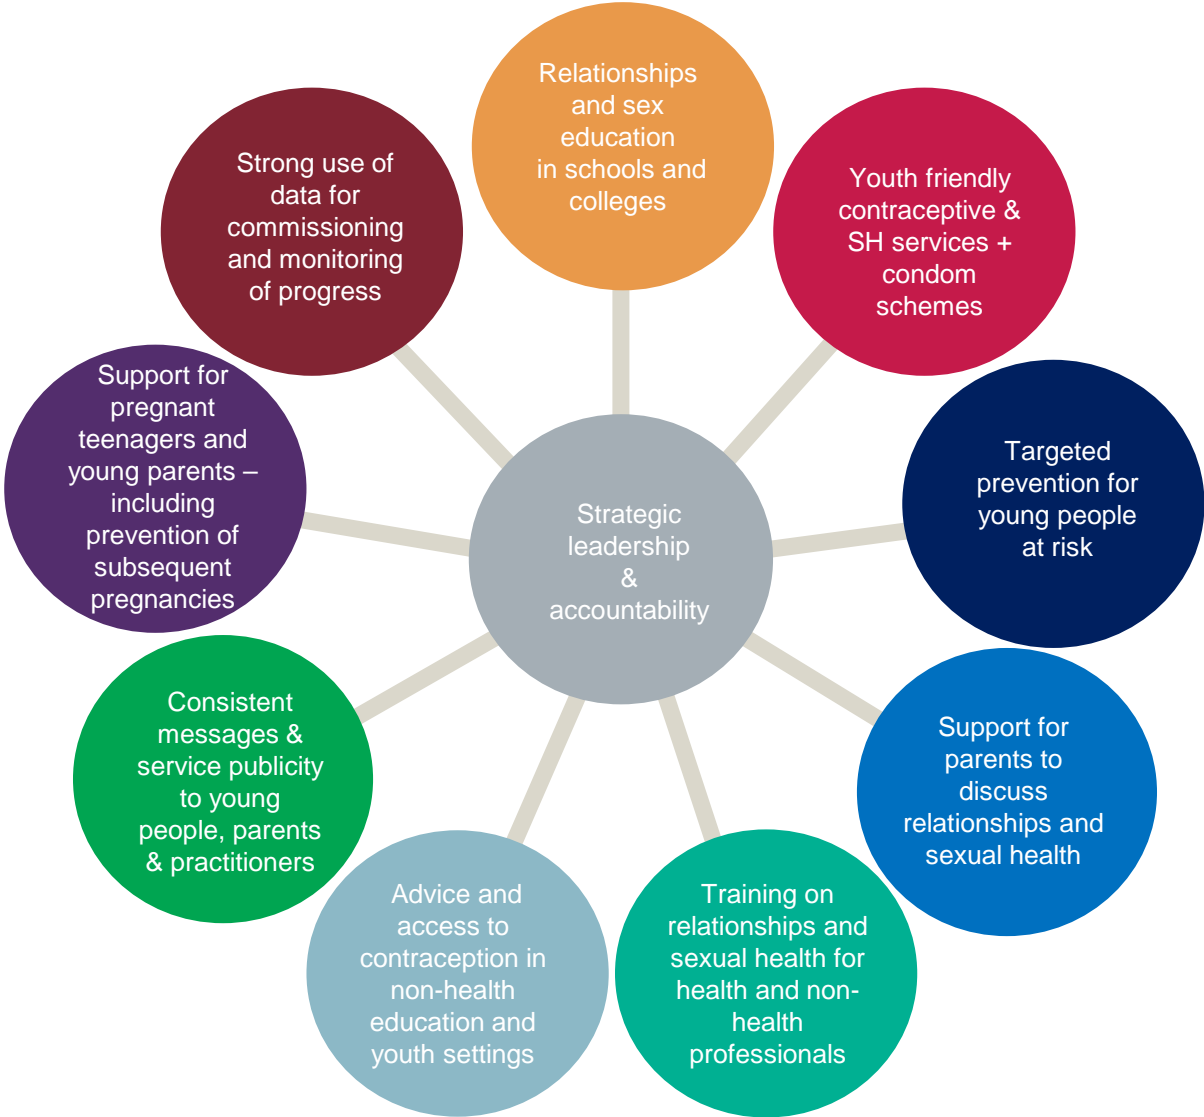 Relationships
and sex
education
in schools and
colleges
Youth friendly
contraceptive &
SH services +
condom
schemes
Targeted
prevention for
young people
at risk
Support for
parents to
discuss
relationships and
sexual health
Training on
relationships and
sexual health for
health and non-
health
professionals
Advice and
access to
contraception in
non-health
education and
youth settings
Consistent
messages &
service publicity
to young
people, parents
& practitioners
Support for
pregnant
teenagers and
young parents –
including
prevention of
subsequent
pregnancies
Strong use of
data for
commissioning
and monitoring
of progress
Strategic
leadership
&
accountability